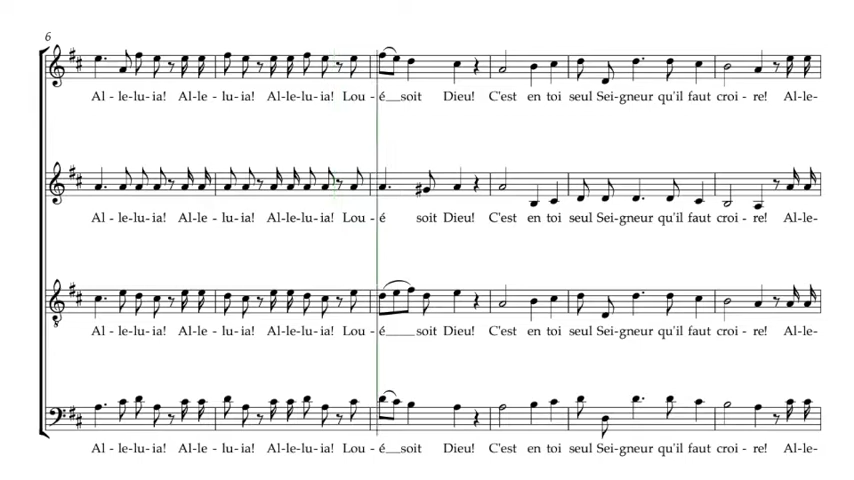 6
Al - le-lu-ia! Al-le - lu-ia! Al-le-lu-ia! Lou-é__soit Dieu! C'est en toi seul Sei-gneur qu'il faut croi - re! Al-le-
Al - le-lu-ia! Al-le - lu-ia! Al-le-lu-ia! Lou-é soit Dieu! C'est en toi seul Sei-gneur qu'il faut croi - re! Al-le-
Al - le-lu-ia! Al-le - lu-ia! Al-le-lu-ia! Lou-é___soit Dieu! C'est en toi seul Sei-gneur qu'il faut croi - re! Al-le-
8
Al - le-lu-ia! Al-le - lu-ia! Al-le-lu-ia! Lou-é__soit Dieu! C'est en toi seul Sei-gneur qu'il faut croi - re! Al-le-